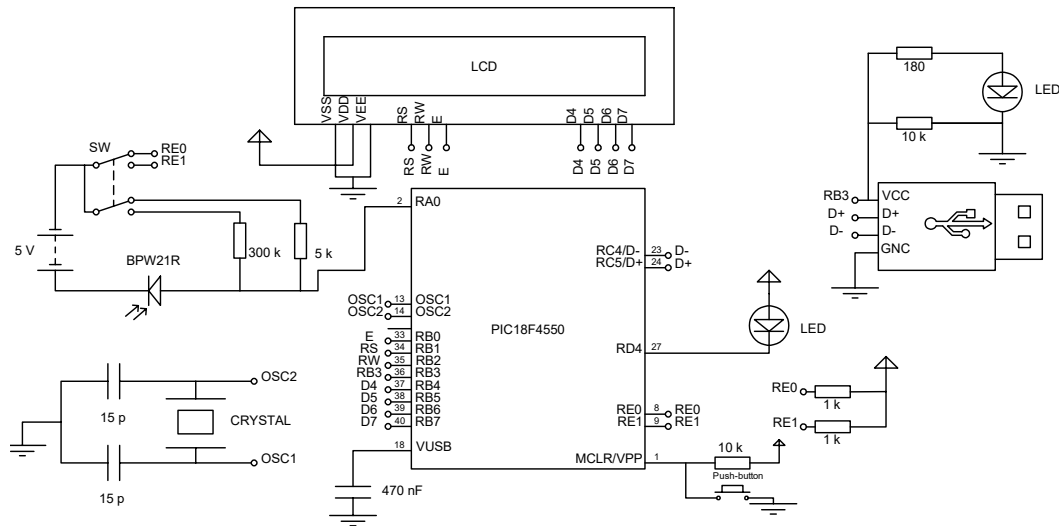 LCD
VSS
VDD
VEE
RS
RW
E
D4
D5
D6
D7
RS
RW
E
D4
D5
D6
D7
180
LED
10 k
SW
RE0
RE1
5 V
300 k
5 k
BPW21R
RB3
D+
D-
VCC
D+
D-
GNC
2
RA0
RC4/D-
23
D-
RC5/D+
24
D+
OSC1
13
OSC1
OSC2
14
OSC2
PIC18F4550
LED
E
33
RB0
RS
34
RB1
RW
35
RB2
RB3
36
RB3
D4
37
RB4
D5
38
RB5
D6
39
RB6
D7
40
RB7
RD4
27
OSC2
15 p
CRYSTAL
OSC1
15 p
RE0
8
RE0
RE1
9
RE1
RE0
1 k
RE1
1 k
18
VUSB
470 nF
MCLR/VPP
1
10 k
Push-button